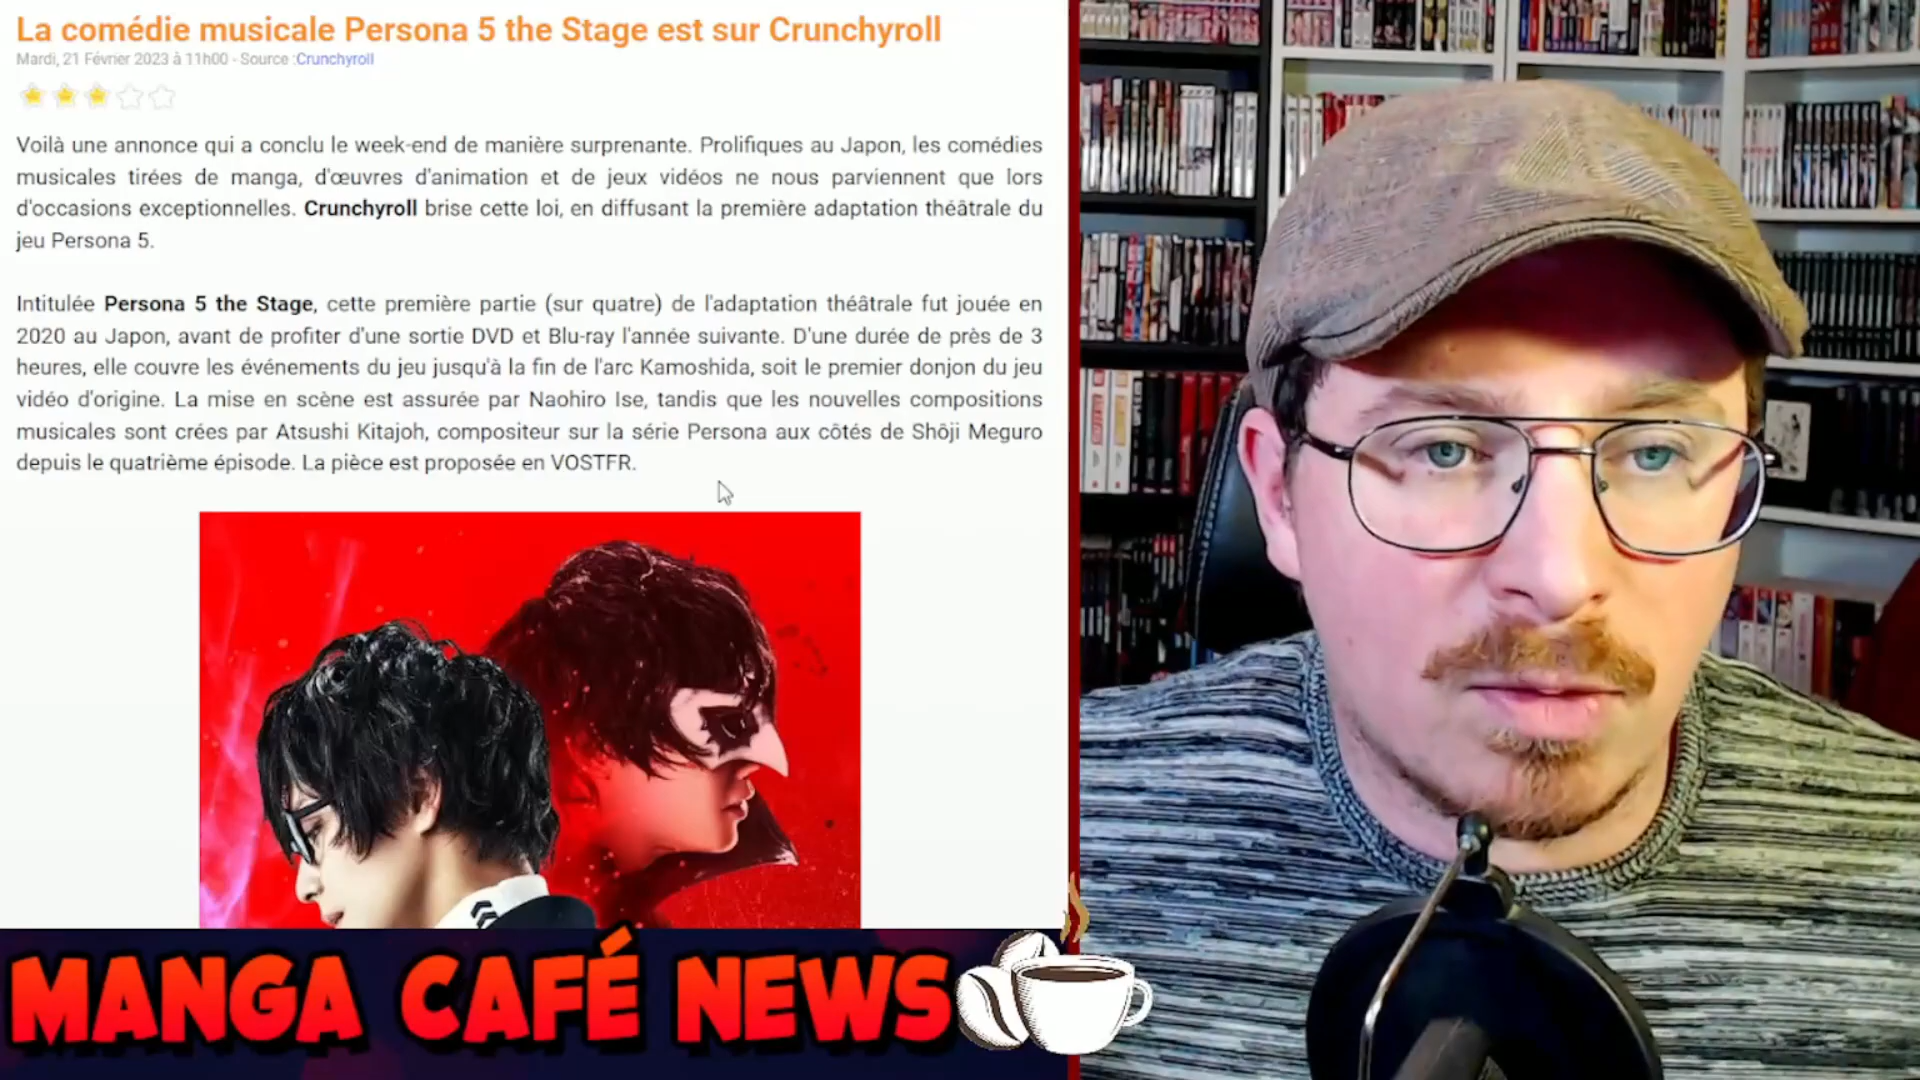 La comédie musicale Persona 5 the Stage est sur Crunchyroll
Mardi, 21 Février 2023 à 11h00 - Source :Crunchyroll
Voilà une annonce qui a conclu le week-end de manière surprenante. Prolifiques au Japon, les comédies
musicales tirées de manga, d'œuvres d'animation et de jeux vidéos ne nous parviennent que lors
d'occasions exceptionnelles. Crunchyroll brise cette loi, en diffusant la première adaptation théâtrale du
jeu Persona 5.
Intitulée Persona 5 the Stage, cette première partie (sur quatre) de l'adaptation théâtrale fut jouée en
2020 au Japon, avant de profiter d'une sortie DVD et Blu-ray l'année suivante. D'une durée de près de 3
heures, elle couvre les événements du jeu jusqu'à la fin de l'arc Kamoshida, soit le premier donjon du jeu
vidéo d'origine. La mise en scène est assurée par Naohiro Ise, tandis que les nouvelles compositions
musicales sont crées par Atsushi Kitajoh, compositeur sur la série Persona aux côtés de Shôji Meguro
depuis le quatrième épisode. La pièce est proposée en VOSTFR.
MANGA CAFÉ NEWS